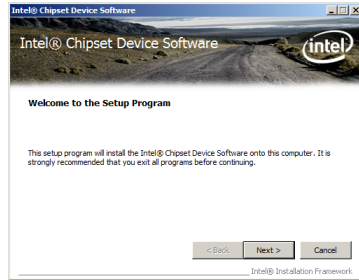 Intel® Chipset Device Software
Intel® Chipset Device Software
intel
Welcome to the Setup Program
This setup program will install the Intel® Chipset Device Software onto this computer. It is
strongly recommended that you exit all programs before continuing.
< Back
Next >
Cancel
Intel® Installation Framework